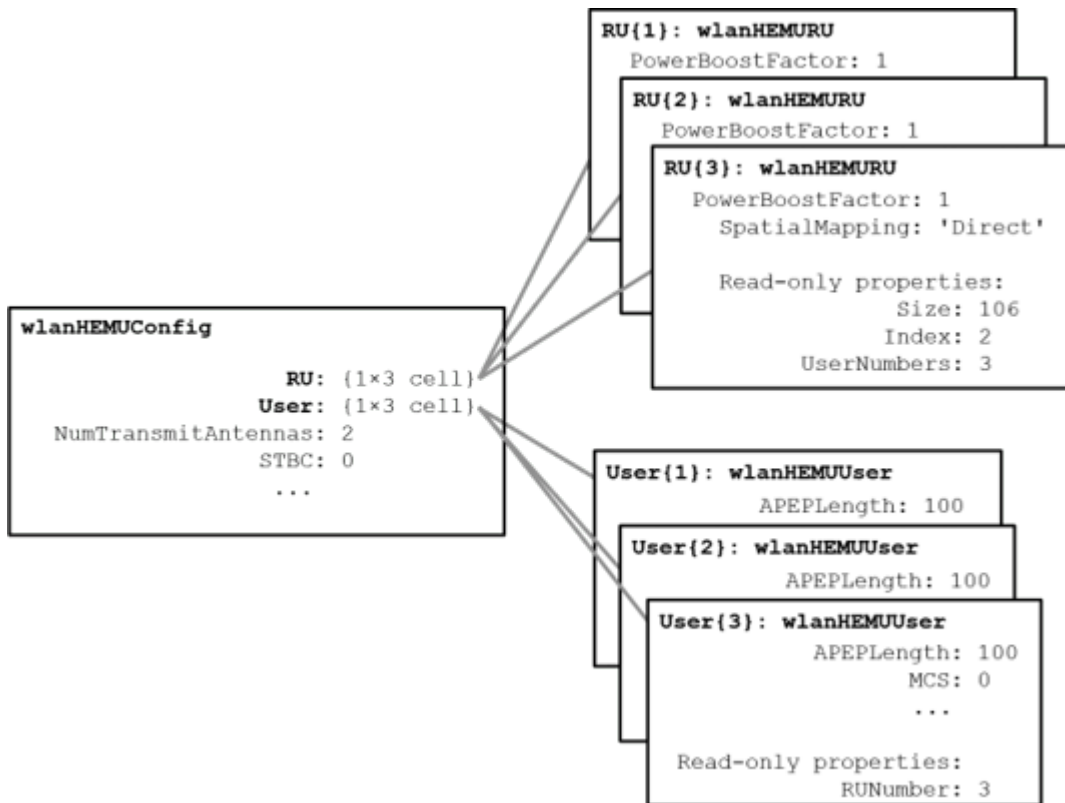 RU{1}: wlanHEMURU
PowerBoostFactor: 1
RU{2}: wlanHEMURU
PowerBoostFactor: 1
RU{3}: wlanHEMURU
PowerBoostFactor: 1
SpatialMapping: 'Direct'
Read-only properties:
Size: 106
Index: 2
UserNumbers: 3
wlanHEMUConfig
RU: {1×3 cell}
User: {1×3 cell}
NumTransmitAntennas: 2
STBC: 0
...
User{1}: wlanHEMUUser
APEPLength: 100
User{2}: wlanHEMUUser
APEPLength: 100
User{3}: wlanHEMUUser
APEPLength: 100
MCS: 0
...
Read-only properties:
RUNumber: 3